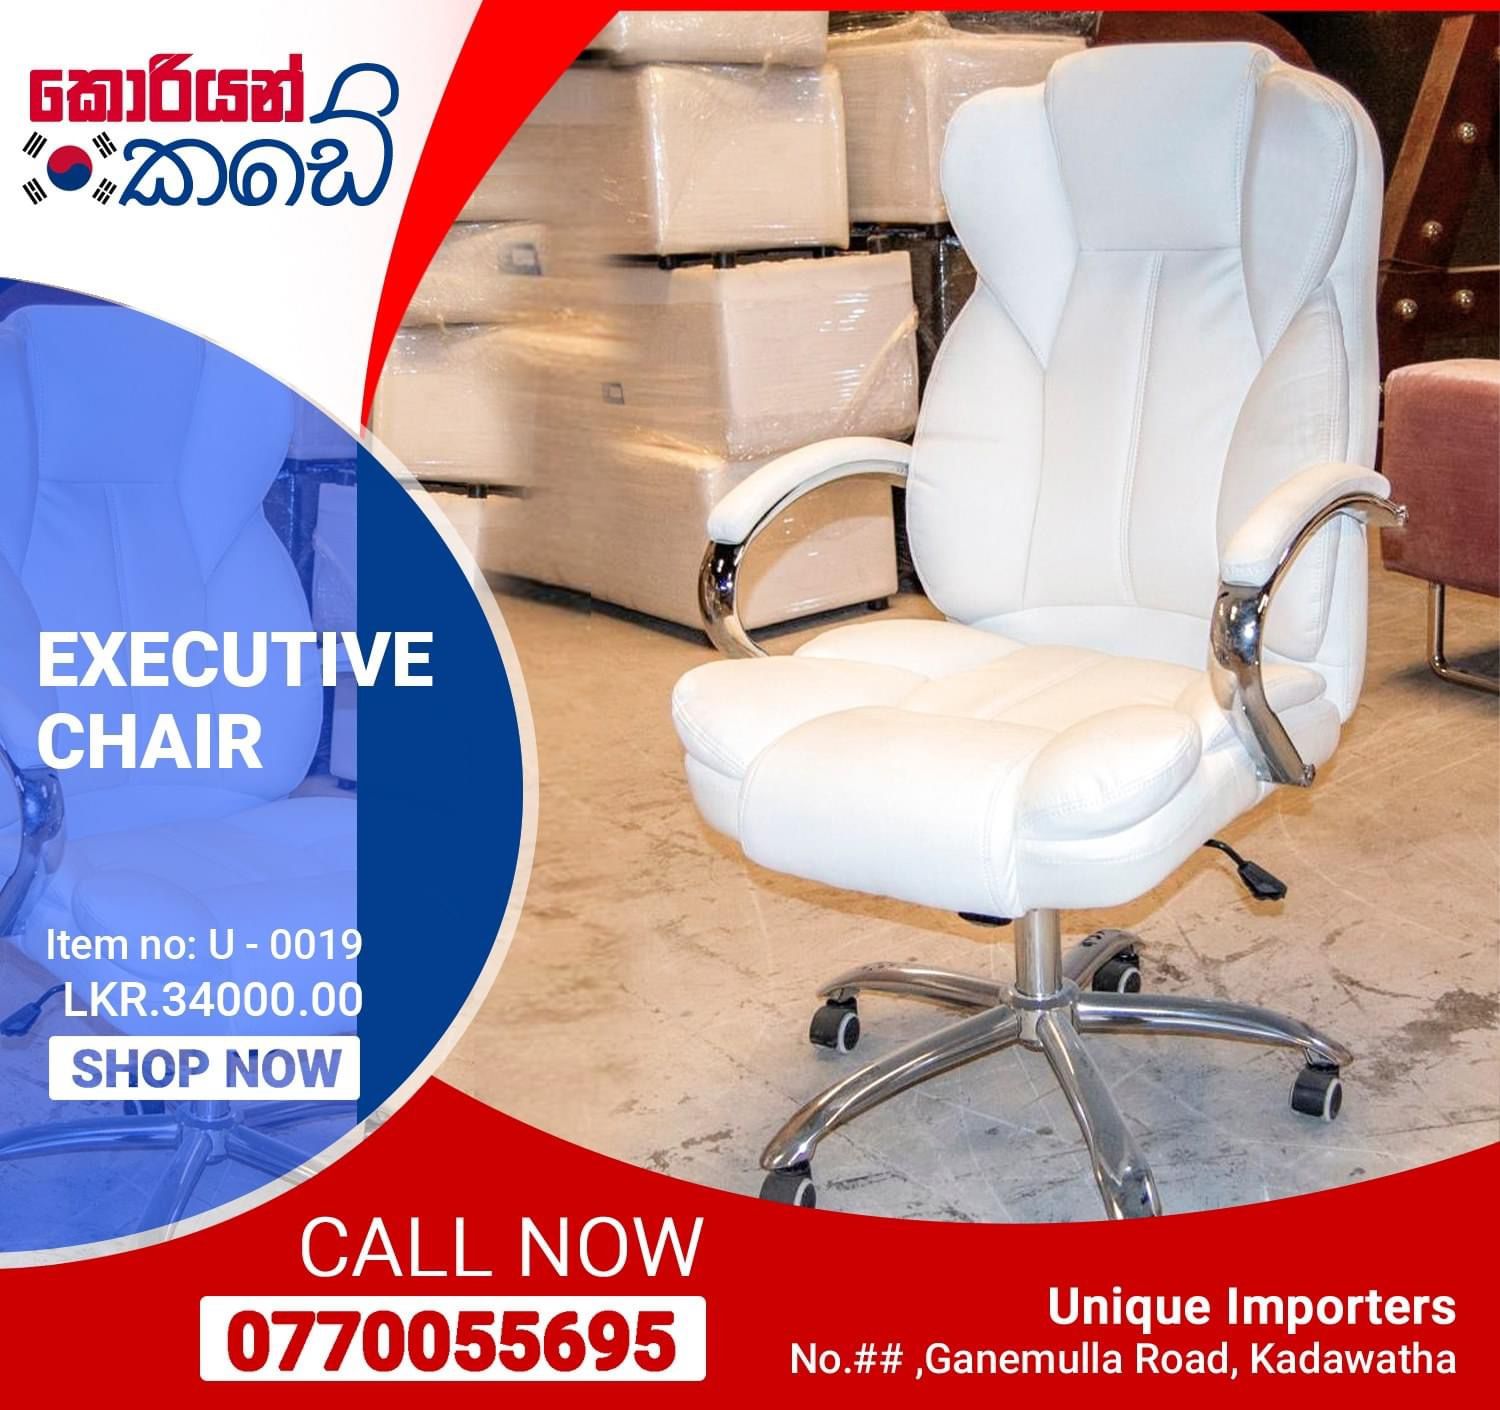 කොරියන්
කඩේ
EXECUTIVE
CHAIR
Item no: U - 0019
LKR.34000.00
SHOP NOW
CALL NOW
0770055695
Unique Importers
No.## ,Ganemulla Road, Kadawatha